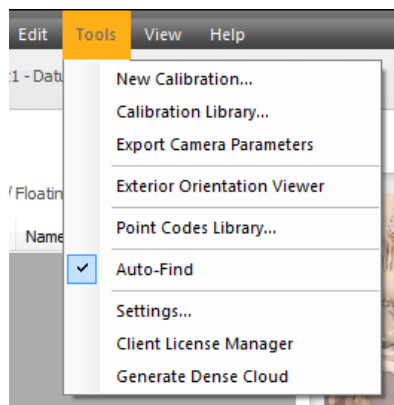 Edit Tools View Help
New Calibration...
Calibration Library...
Export Camera Parameters
Exterior Orientation Viewer
Point Codes Library...
Auto-Find
Settings...
Client License Manager
Generate Dense Cloud
Name